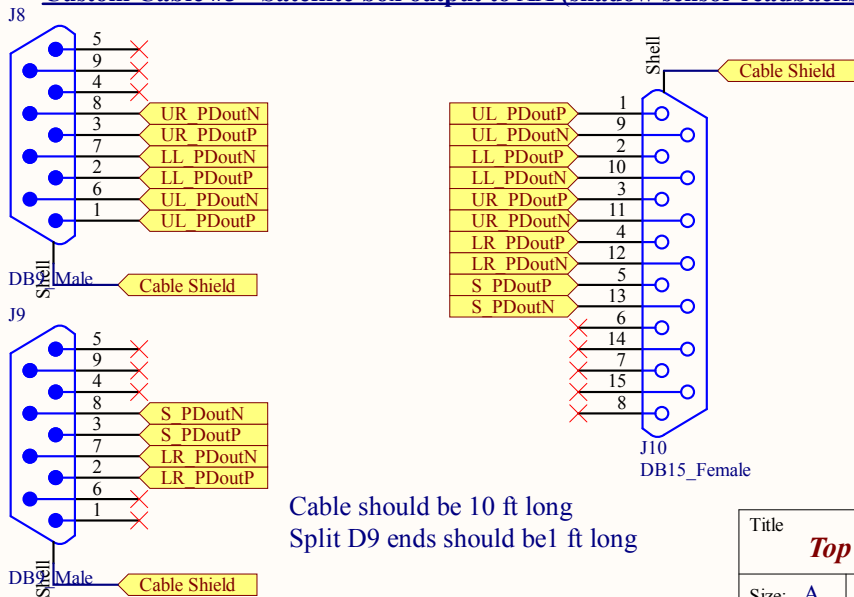 J8
5
9
4
8 UR_PDoutN
3 UR_PDoutP
7 LL_PDoutN
2 LL_PDoutP
6 UL_PDoutN
1 UL_PDoutP
Shell
DB9_Male
Cable Shield
J9
5
9
4
8 S_PDoutN
3 S_PDoutP
7 LR_PDoutN
2 LR_PDoutP
6
1
Shell
DB9_Male
Cable Shield
Shell
Cable Shield
UL_PDoutP 1
UL_PDoutN 9
LL_PDoutP 2
LL_PDoutN 10
UR_PDoutP 3
UR_PDoutN 11
LR_PDoutP 4
LR_PDoutN 12
S_PDoutP 5
S_PDoutN 13
6
14
7
15
8
J10
DB15_Female
Cable should be 10 ft long
Split D9 ends should be1 ft long
Title
Top
Size: A